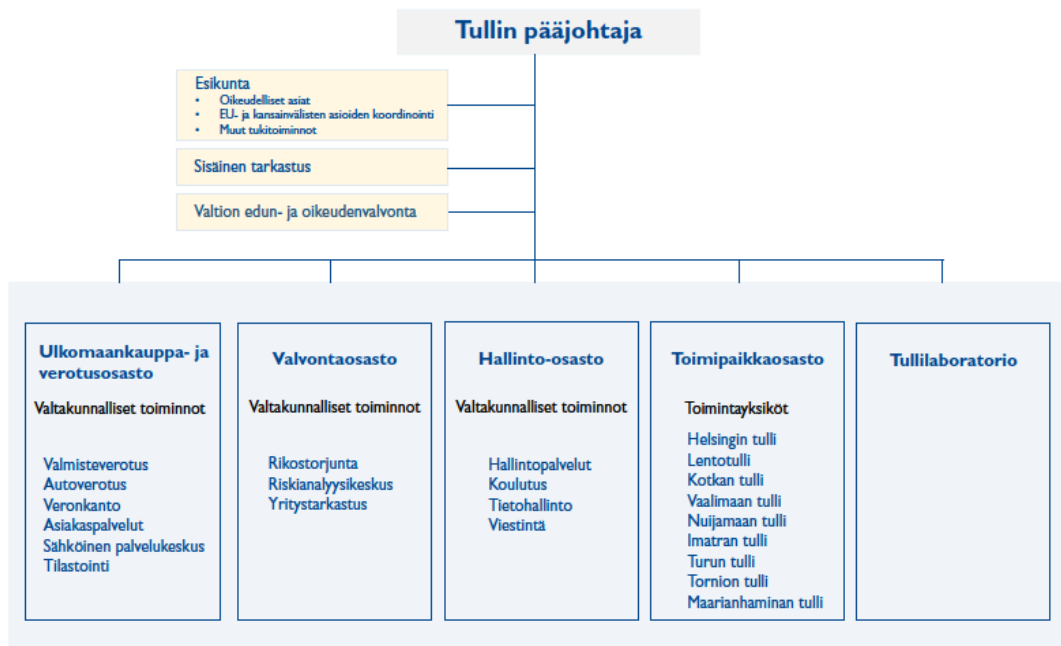 Tullin pääjohtaja
Esikunta
• Oikeudelliset asiat
• EU- ja kansainvälisten asioiden koordinointi
• Muut tukitoiminnot
Sisäinen tarkastus
Valtion edun- ja oikeudenvalvonta
Ulkomaankauppa- ja
verotusosasto
Valtakunnalliset toiminnot
Valmisteverotus
Autoverotus
Veronkanto
Asiakaspalvelut
Sähköinen palvelukeskus
Tilastointi
Valvontaosasto
Valtakunnalliset toiminnot
Rikostorjunta
Riskianalyysikeskus
Yritystarkastus
Hallinto-osasto
Valtakunnalliset toiminnot
Hallintopalvelut
Koulutus
Tietohallinto
Viestintä
Toimipaikkaosasto
Toimintayksiköt
Helsingin tulli
Lentotulli
Kotkan tulli
Vaalimaan tulli
Nuijamaan tulli
Imatran tulli
Turun tulli
Tornion tulli
Maarianhaminan tulli
Tullilaboratorio